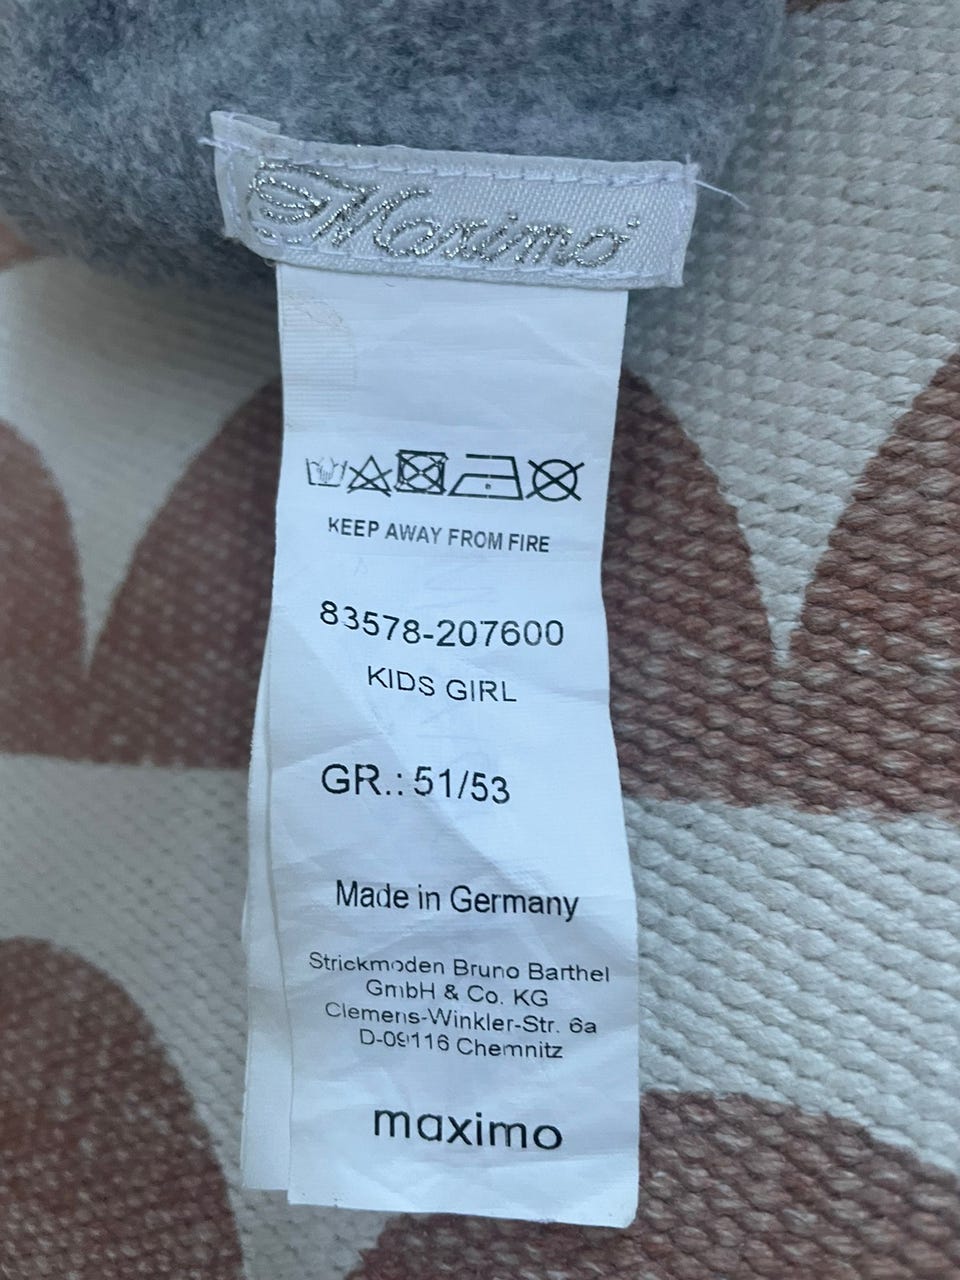 Maximo
KEEP AWAY FROM FIRE
83578-207600
KIDS GIRL
GR.: 51/53
Made in Germany
Strickmoden Bruno Barthel
GmbH & Co. KG
Clemens-Winkler-Str. 6a
D-09116 Chemnitz
maximo